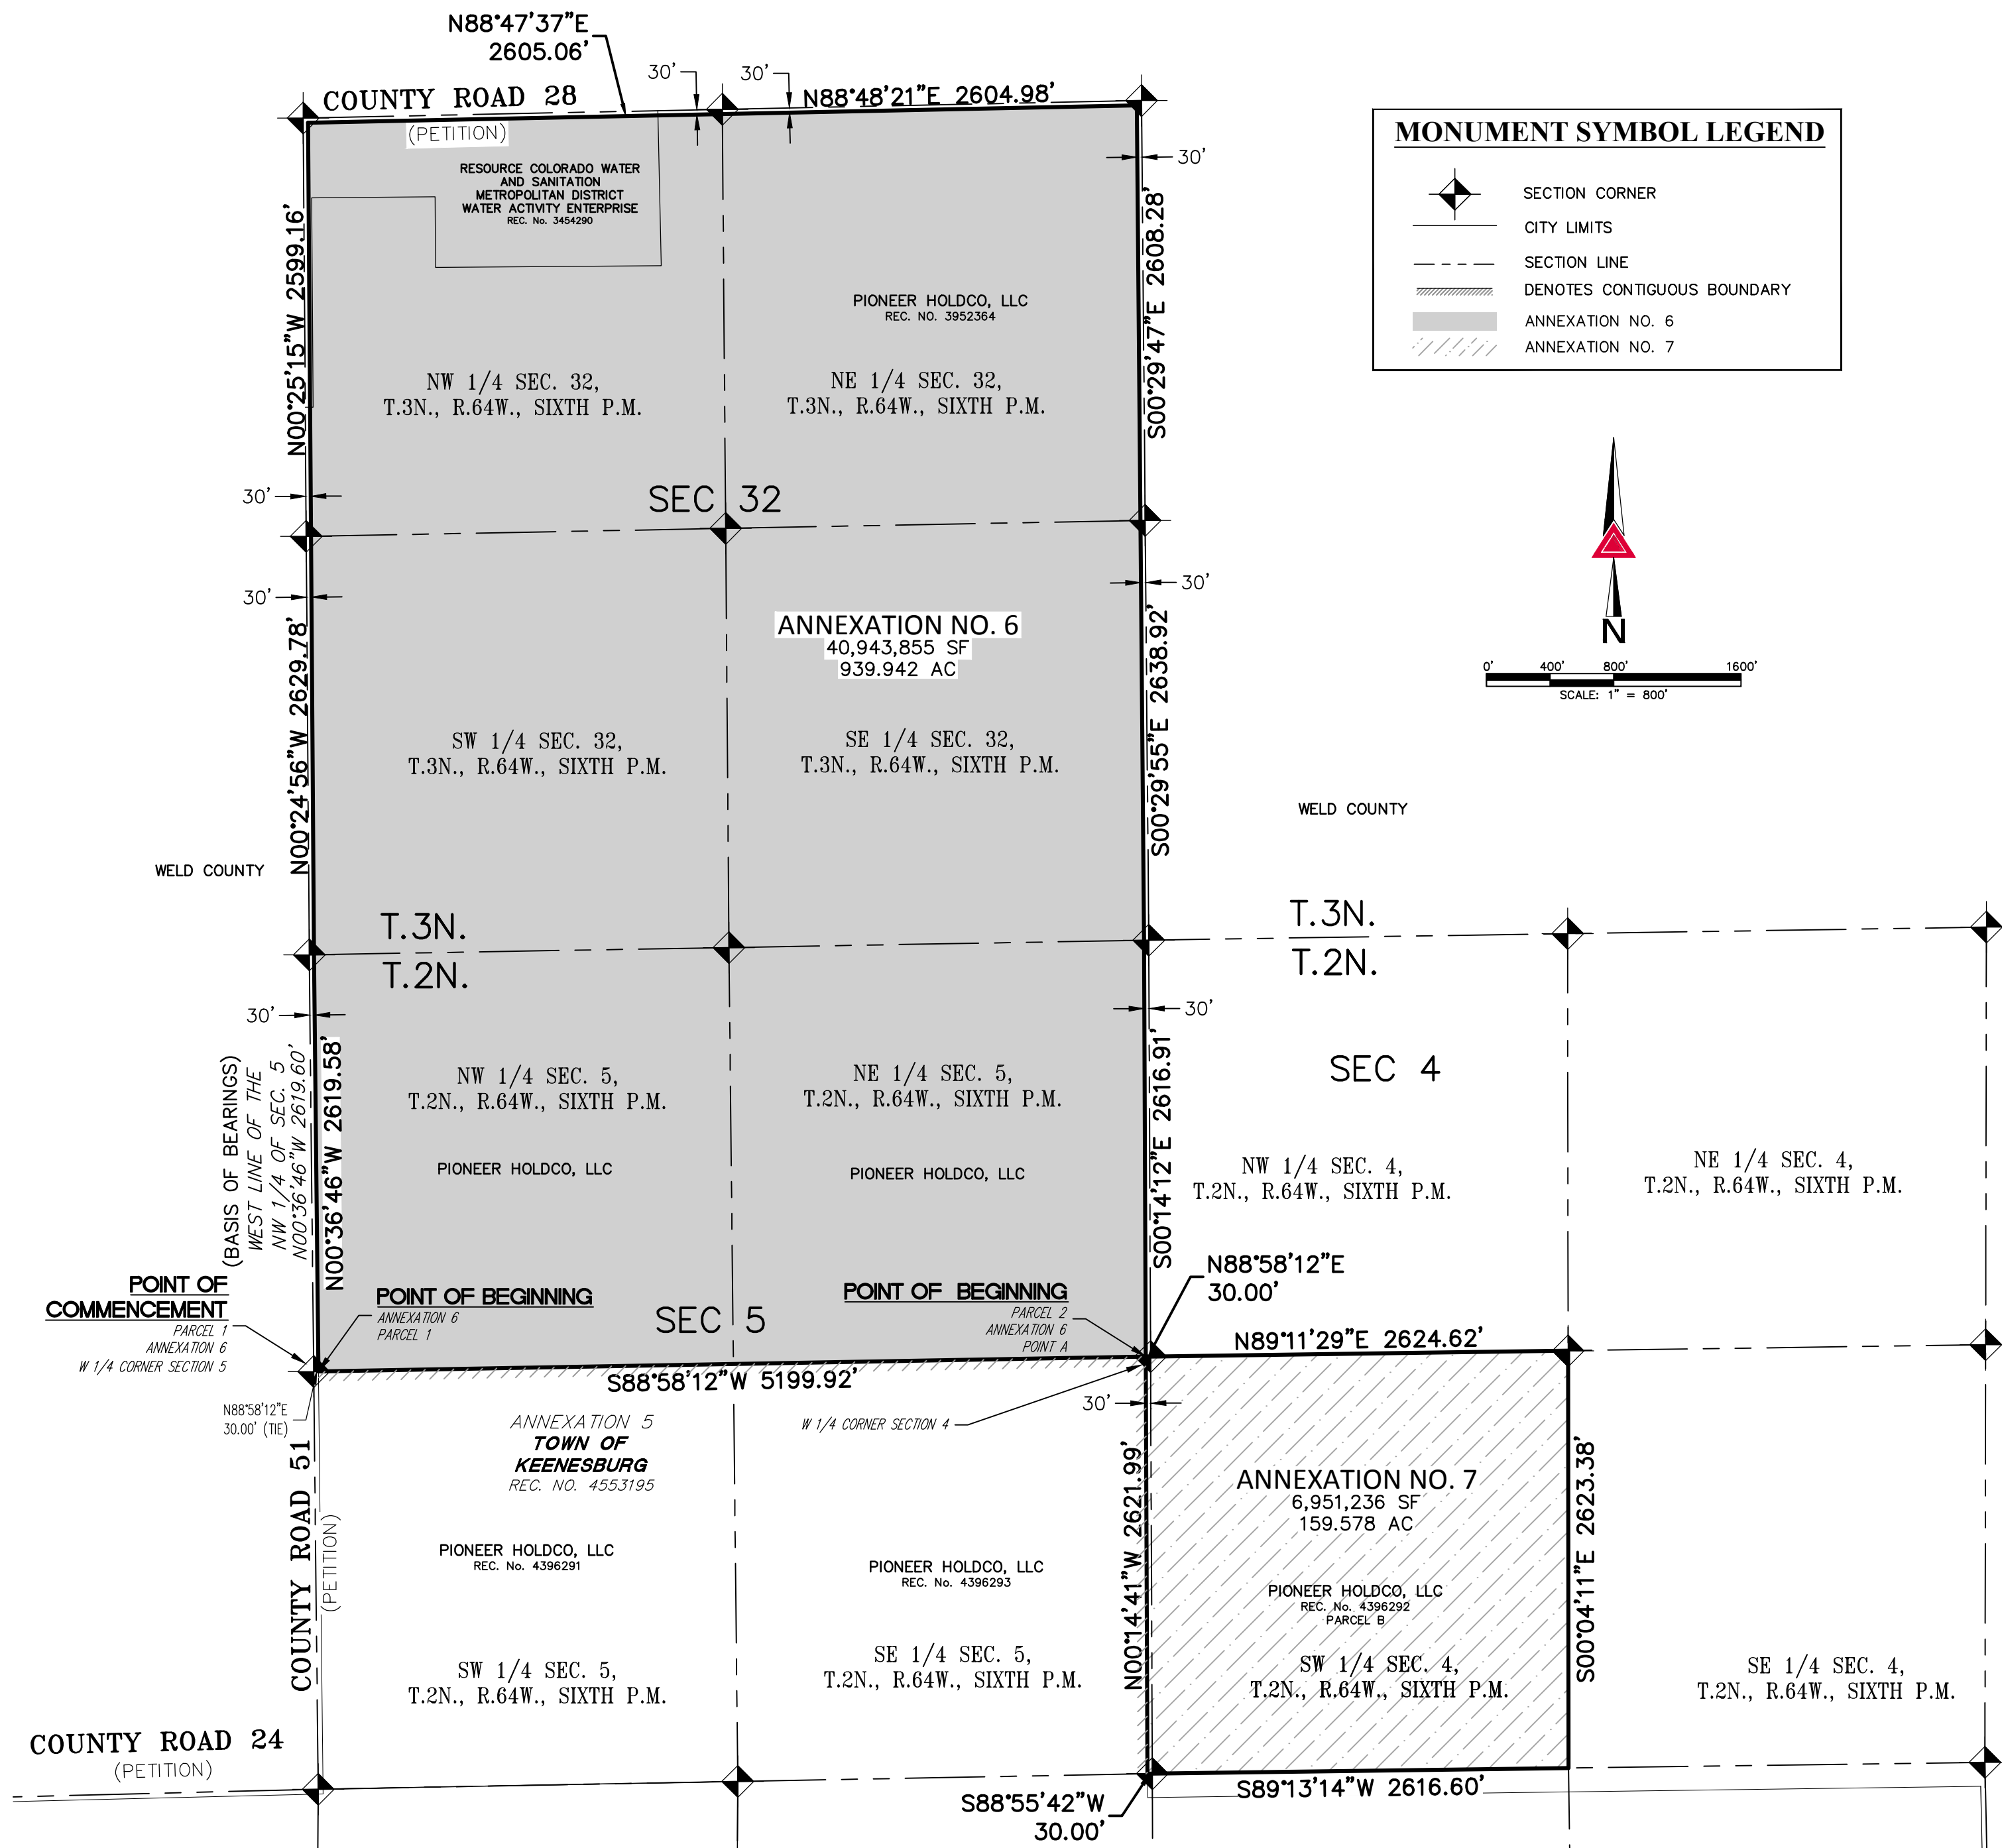 N88°47'37"E
2605.06'
30'
30'
COUNTY ROAD 28
N88°48'21"E 2604.98'
(PETITION)
RESOURCE COLORADO WATER
AND SANITATION
METROPOLITAN DISTRICT
WATER ACTIVITY ENTERPRISE
REC. No. 3454290
30'
MONUMENT SYMBOL LEGEND
SECTION CORNER
CITY LIMITS
SECTION LINE
DENOTES CONTIGUOUS BOUNDARY
ANNEXATION NO. 6
ANNEXATION NO. 7
N00°25'15"W 2599.16'
S00°29'47"E 2608.28'
PIONEER HOLDCO, LLC
REC. NO. 3952364
NW 1/4 SEC. 32,
T.3N., R.64W., SIXTH P.M.
NE 1/4 SEC. 32,
T.3N., R.64W., SIXTH P.M.
30'
SEC 32
30'
30'
N
0' 400' 800' 1600'
SCALE: 1" = 800'
ANNEXATION NO. 6
40,943,855 SF
939.942 AC
N00°24'56"W 2629.78'
S00°29'55"E 2638.92'
SW 1/4 SEC. 32,
T.3N., R.64W., SIXTH P.M.
SE 1/4 SEC. 32,
T.3N., R.64W., SIXTH P.M.
WELD COUNTY
WELD COUNTY
T.3N.
T.2N.
T.3N.
T.2N.
30'
30'
(BASIS OF BEARINGS)
WEST LINE OF THE
NW 1/4 OF SEC. 5
N00°36'46"W 2619.60'
N00°36'46"W 2619.58'
S00°14'12"E 2616.91'
NW 1/4 SEC. 5,
T.2N., R.64W., SIXTH P.M.
NE 1/4 SEC. 5,
T.2N., R.64W., SIXTH P.M.
SEC 4
PIONEER HOLDCO, LLC
PIONEER HOLDCO, LLC
NW 1/4 SEC. 4,
T.2N., R.64W., SIXTH P.M.
NE 1/4 SEC. 4,
T.2N., R.64W., SIXTH P.M.
POINT OF
COMMENCEMENT
PARCEL 1
ANNEXATION 6
W 1/4 CORNER SECTION 5
POINT OF BEGINNING
ANNEXATION 6
PARCEL 1
SEC 5
POINT OF BEGINNING
PARCEL 2
ANNEXATION 6
POINT A
N88°58'12"E
30.00'
N89°11'29"E 2624.62'
S88°58'12"W 5199.92'
N88°58'12"E
30.00' (TIE)
ANNEXATION 5
TOWN OF
KEENESBURG
REC. NO. 4553195
W 1/4 CORNER SECTION 4
30'
COUNTY ROAD 51
(PETITION)
N00°14'41"W 2621.99'
ANNEXATION NO. 7
6,951,236 SF
159.578 AC
S00°04'11"E 2623.38'
PIONEER HOLDCO, LLC
REC. No. 4396291
PIONEER HOLDCO, LLC
REC. No. 4396293
PIONEER HOLDCO, LLC
REC. No. 4396292
PARCEL B
SW 1/4 SEC. 5,
T.2N., R.64W., SIXTH P.M.
SE 1/4 SEC. 5,
T.2N., R.64W., SIXTH P.M.
SW 1/4 SEC. 4,
T.2N., R.64W., SIXTH P.M.
SE 1/4 SEC. 4,
T.2N., R.64W., SIXTH P.M.
COUNTY ROAD 24
(PETITION)
S88°55'42"W
30.00'
S89°13'14"W 2616.60'